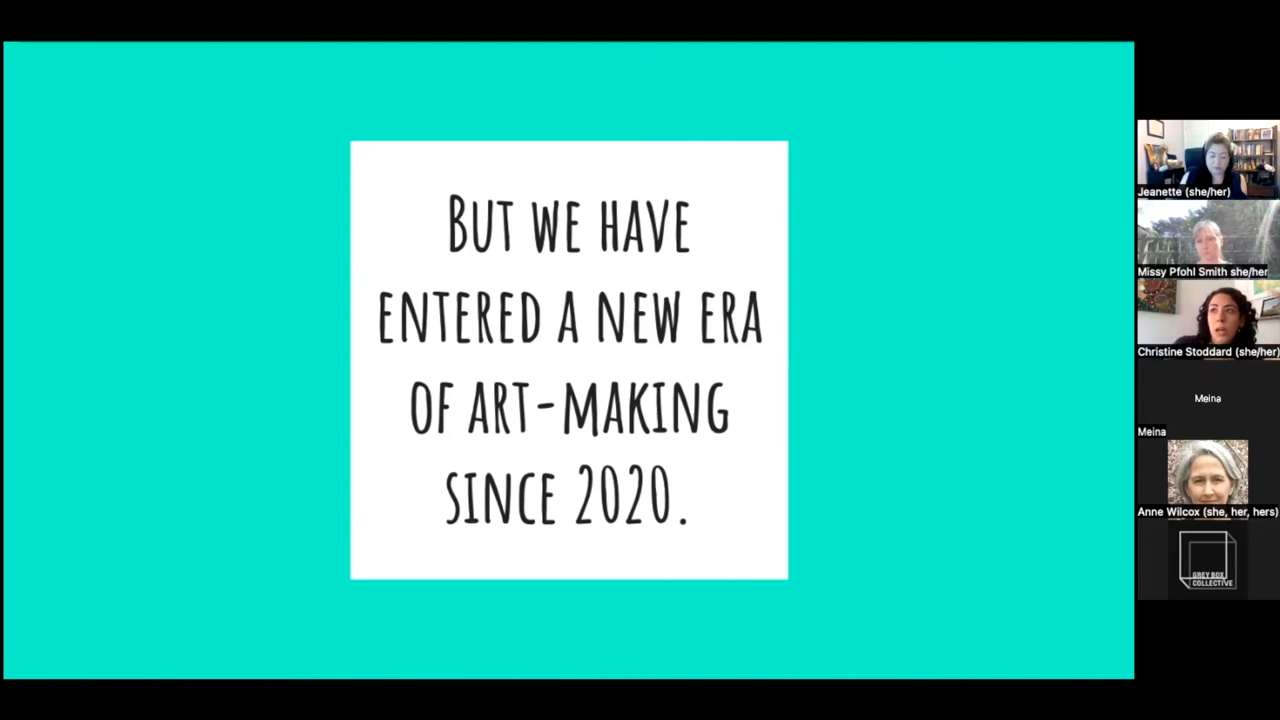 But we have
entered a new era
of art-making
since 2020.
Jeanette (she/her)
Missy Pfohl Smith she/her
Christine Stoddard (she/her)
Meina
Meina
Anne Wilcox (she, her, hers)
GREY BOX
COLLECTIVE